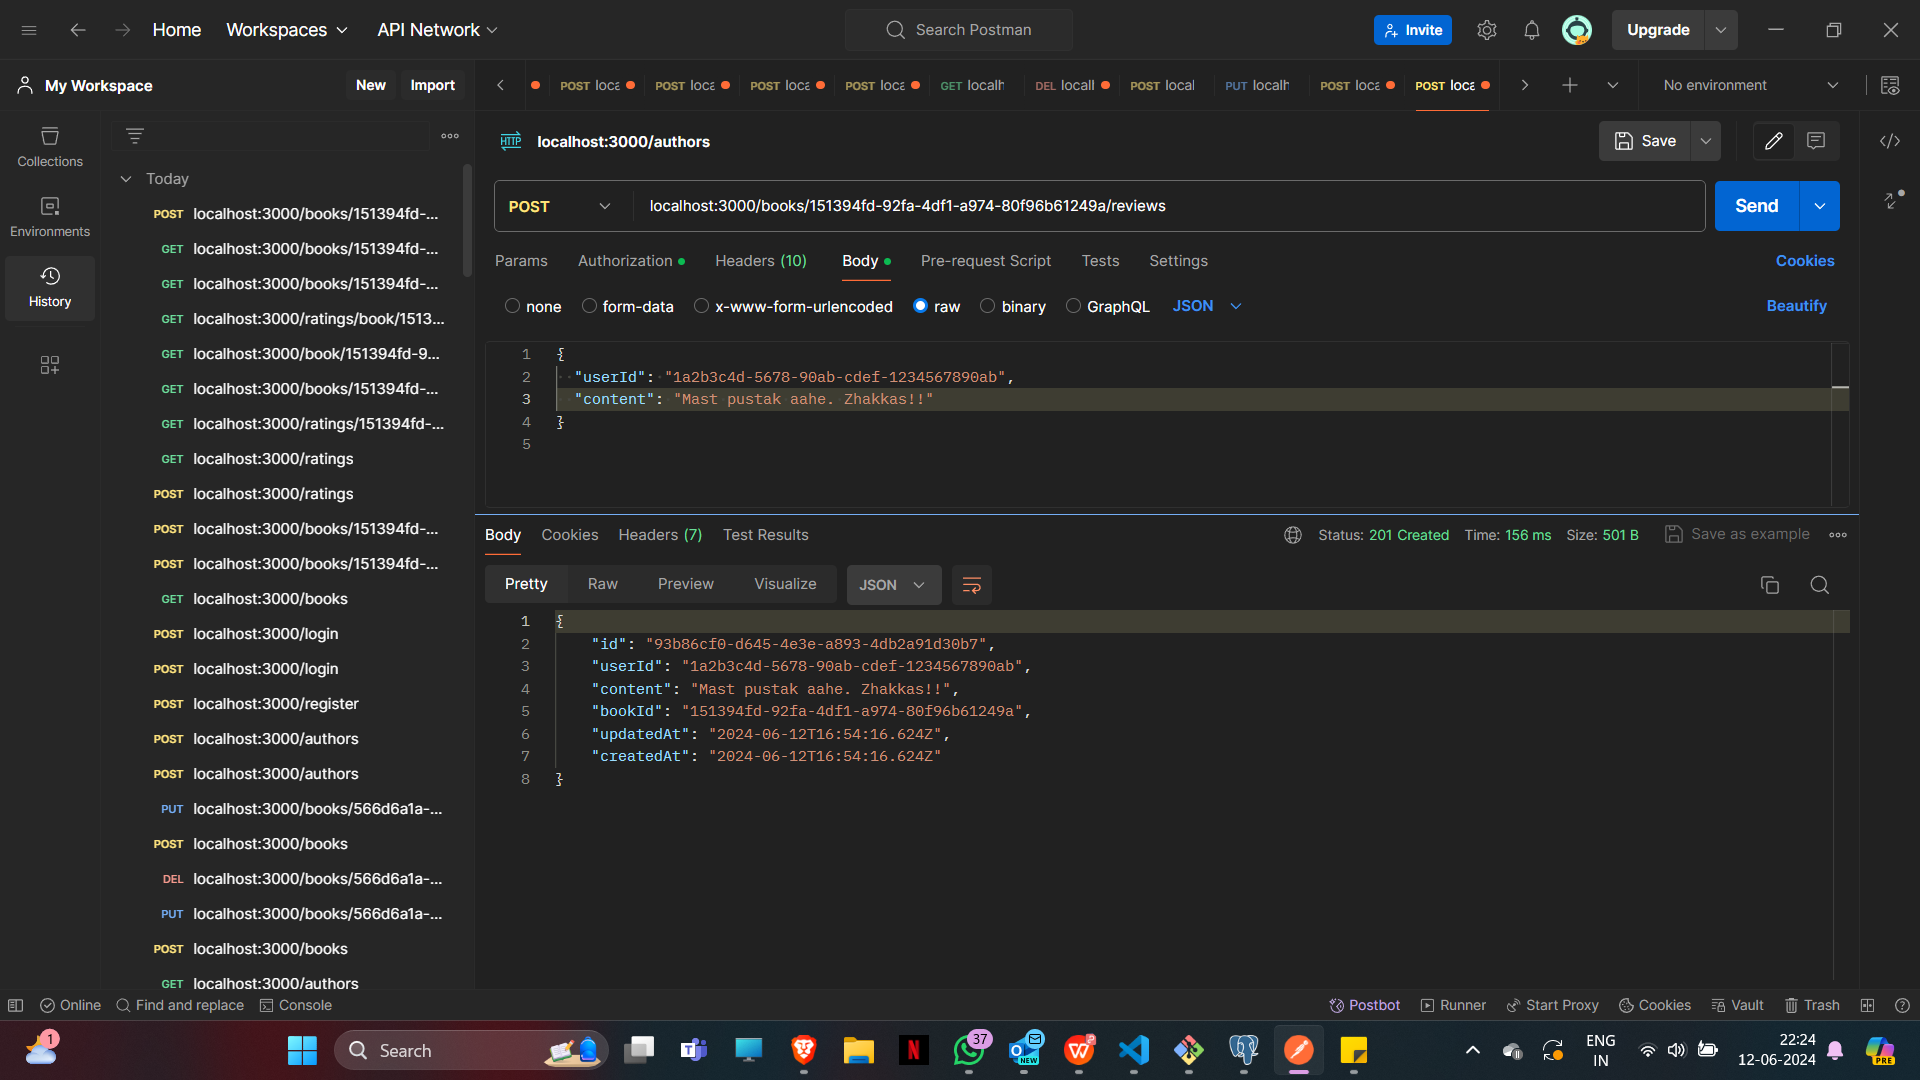 Home Workspaces API Network Search Postman Invite Upgrade
My Workspace New Import
POST loca POST loca POST loca POST loca GET localh DEL locall POST local PUT localh POST loca POST loca No environment
Collections
Environments
History
Today
POST localhost:3000/books/151394fd-...
GET localhost:3000/books/151394fd-...
GET localhost:3000/books/151394fd-...
GET localhost:3000/ratings/book/1513...
GET localhost:3000/book/151394fd-9...
GET localhost:3000/books/151394fd-...
GET localhost:3000/ratings/151394fd-...
GET localhost:3000/ratings
POST localhost:3000/ratings
POST localhost:3000/books/151394fd-...
POST localhost:3000/books/151394fd-...
GET localhost:3000/books
POST localhost:3000/login
POST localhost:3000/login
POST localhost:3000/register
POST localhost:3000/authors
POST localhost:3000/authors
PUT localhost:3000/books/566d6a1a-...
POST localhost:3000/books
DEL localhost:3000/books/566d6a1a-...
PUT localhost:3000/books/566d6a1a-...
POST localhost:3000/books
GET localhost:3000/authors
HTTP localhost:3000/authors Save
POST localhost:3000/books/151394fd-92fa-4df1-a974-80f96b61249a/reviews Send
Params Authorization Headers (10) Body Pre-request Script Tests Settings Cookies
none form-data x-www-form-urlencoded raw binary GraphQL JSON Beautify
1 {
2 "userId": "1a2b3c4d-5678-90ab-cdef-1234567890ab",
3 "content": "Mast pustak aahe. Zhakkas!!"
4 }
5
Body Cookies Headers (7) Test Results Status: 201 Created Time: 156 ms Size: 501 B Save as example
Pretty Raw Preview Visualize JSON
1 {
2 "id": "93b86cf0-d645-4e3e-a893-4db2a91d30b7",
3 "userId": "1a2b3c4d-5678-90ab-cdef-1234567890ab",
4 "content": "Mast pustak aahe. Zhakkas!!",
5 "bookId": "151394fd-92fa-4df1-a974-80f96b61249a",
6 "updatedAt": "2024-06-12T16:54:16.624Z",
7 "createdAt": "2024-06-12T16:54:16.624Z"
8 }
Online Find and replace Console Postbot Runner Start Proxy Cookies Vault Trash
1 Search 37 NEW ENG 22:24
IN 12-06-2024 PRE